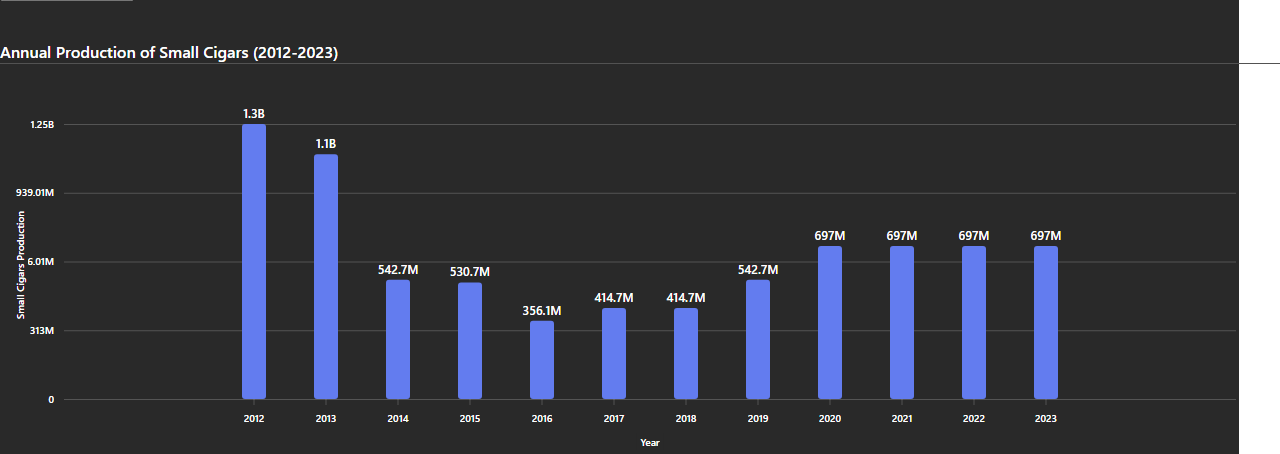 Annual Production of Small Cigars (2012-2023)
Small Cigars Production
1.25B
939.01M
6.01M
313M
0
1.3B
1.1B
542.7M
530.7M
356.1M
414.7M
414.7M
542.7M
697M
697M
697M
697M
2012 2013 2014 2015 2016 2017 2018 2019 2020 2021 2022 2023
Year